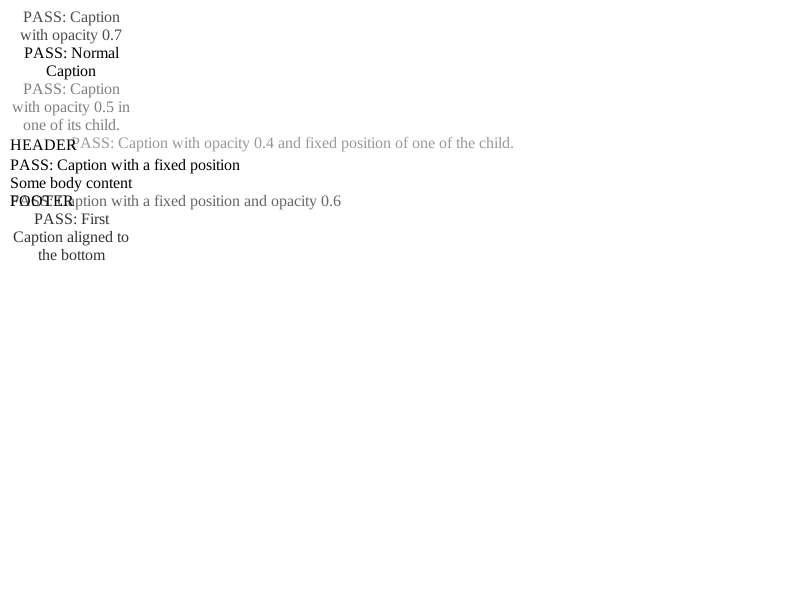 PASS: Caption
with opacity 0.7
PASS: Normal
Caption
PASS: Caption
with opacity 0.5 in
one of its child.
PASS: Caption with opacity 0.4 and fixed position of one of the child.
HEADER
PASS: Caption with a fixed position
Some body content
FOOTER
PASS: Caption with a fixed position and opacity 0.6
PASS: First
Caption aligned to
the bottom